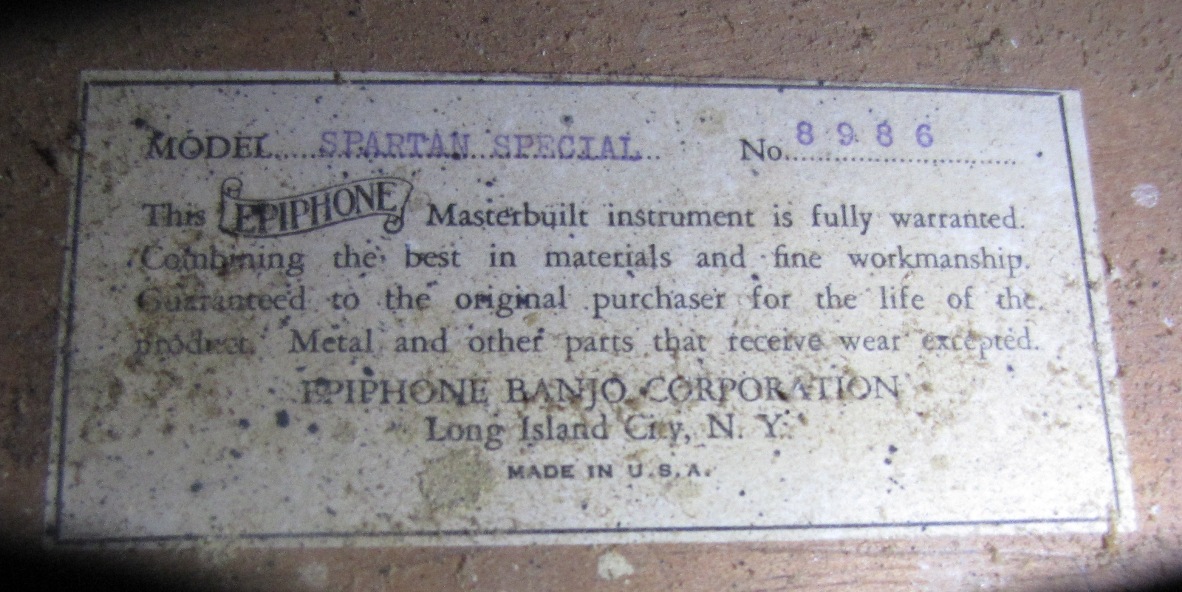 MODEL.....SPARTAN SPECIAL.. No. 8986
This EPIPHONE Masterbuilt instrument is fully warranted.
Combining the best in materials and fine workmanship.
Guaranteed to the original purchaser for the life of the
product. Metal and other parts that receive wear excepted.
EPIPHONE BANJO CORPORATION
Long Island City, N. Y.
MADE IN U.S.A.